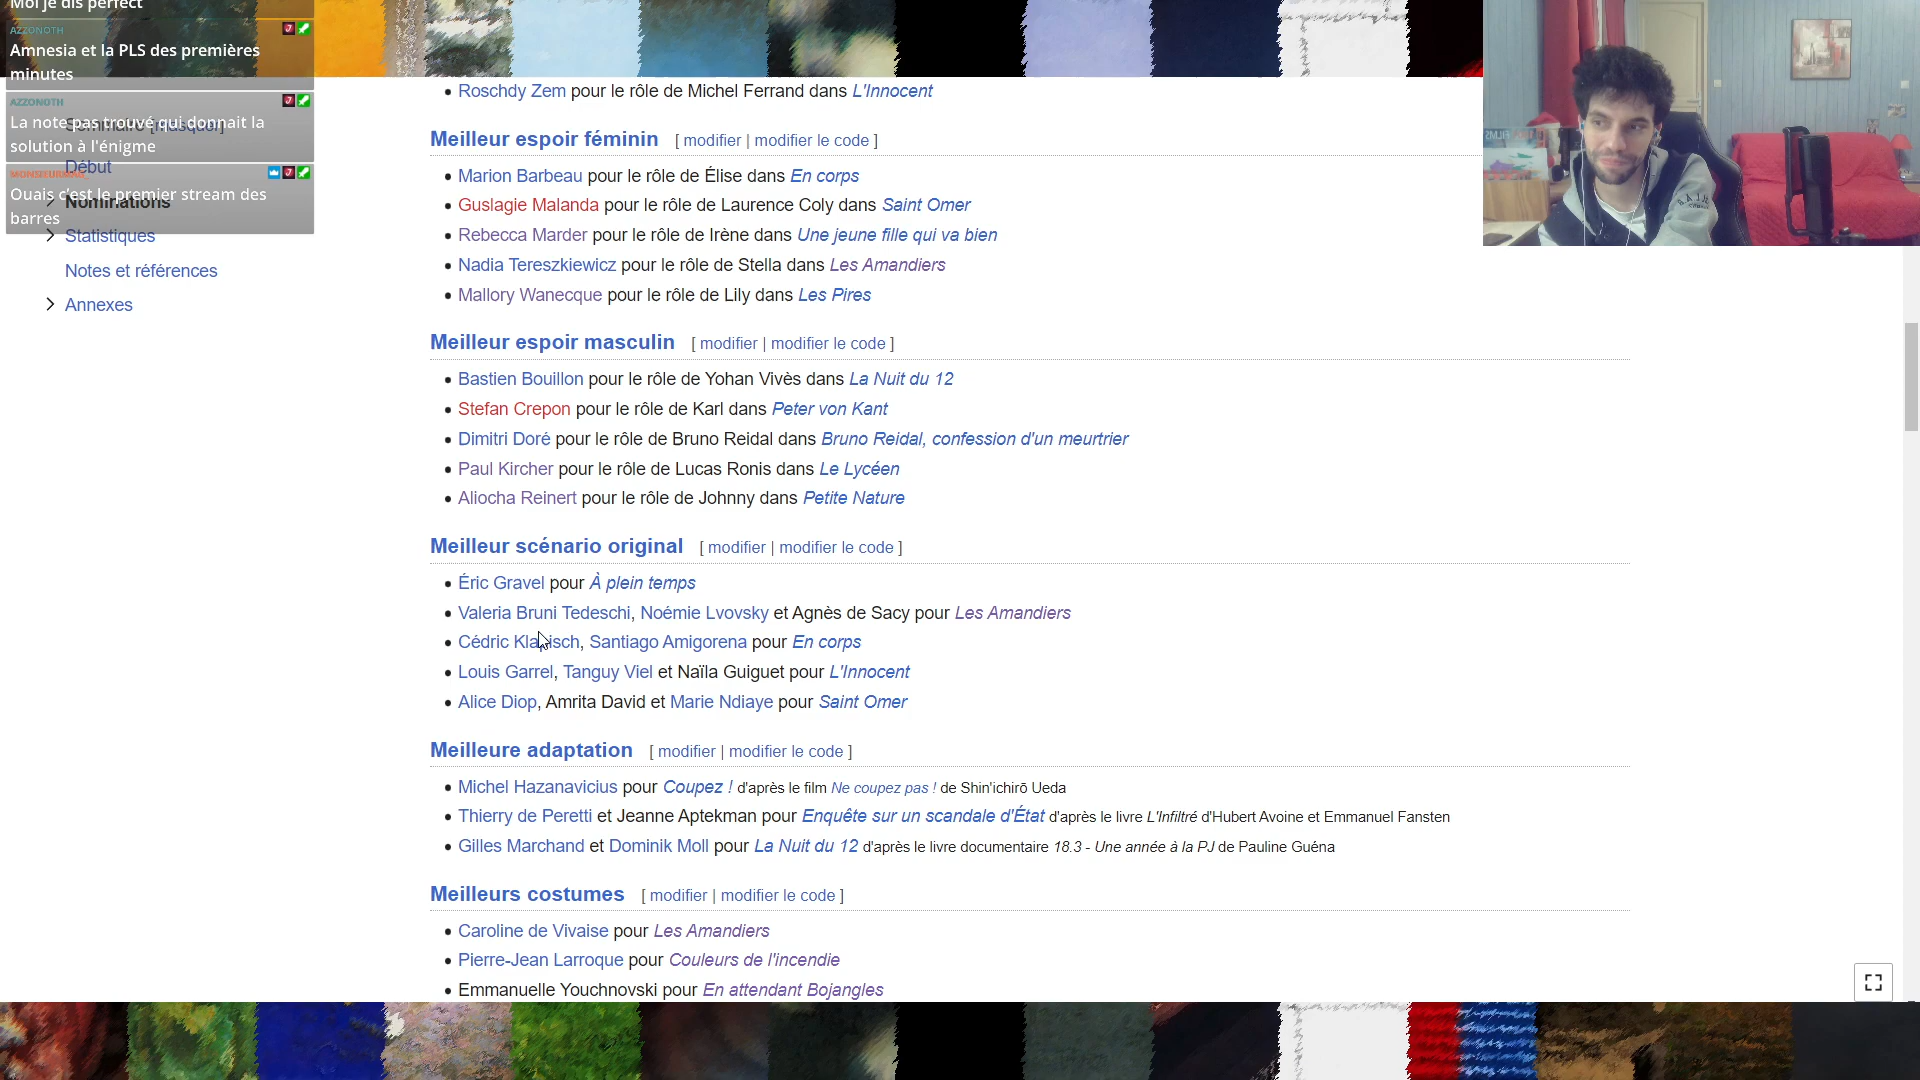 Moi je dis perfect
AZZONOTH
Amnesia et la PLS des premières
minutes
AZZONOTH
La note pas trouvé qui donnait la
solution à l'énigme
Ouais c'est le premier stream des
barres
Sommaire [masquer]
Début
Nominations
Statistiques
Notes et références
Annexes
• Roschdy Zem pour le rôle de Michel Ferrand dans L'Innocent
Meilleur espoir féminin [ modifier | modifier le code ]
• Marion Barbeau pour le rôle de Élise dans En corps
• Guslagie Malanda pour le rôle de Laurence Coly dans Saint Omer
• Rebecca Marder pour le rôle de Irène dans Une jeune fille qui va bien
• Nadia Tereszkiewicz pour le rôle de Stella dans Les Amandiers
• Mallory Wanecque pour le rôle de Lily dans Les Pires
Meilleur espoir masculin [ modifier | modifier le code ]
• Bastien Bouillon pour le rôle de Yohan Vivès dans La Nuit du 12
• Stefan Crepon pour le rôle de Karl dans Peter von Kant
• Dimitri Doré pour le rôle de Bruno Reidal dans Bruno Reidal, confession d'un meurtrier
• Paul Kircher pour le rôle de Lucas Ronis dans Le Lycéen
• Aliocha Reinert pour le rôle de Johnny dans Petite Nature
Meilleur scénario original [ modifier | modifier le code ]
• Éric Gravel pour À plein temps
• Valeria Bruni Tedeschi, Noémie Lvovsky et Agnès de Sacy pour Les Amandiers
• Cédric Klapisch, Santiago Amigorena pour En corps
• Louis Garrel, Tanguy Viel et Naïla Guiguet pour L'Innocent
• Alice Diop, Amrita David et Marie Ndiaye pour Saint Omer
Meilleure adaptation [ modifier | modifier le code ]
• Michel Hazanavicius pour Coupez ! d'après le film Ne coupez pas ! de Shin'ichirō Ueda
• Thierry de Peretti et Jeanne Aptekman pour Enquête sur un scandale d'État d'après le livre L'Infiltré d'Hubert Avoine et Emmanuel Fansten
• Gilles Marchand et Dominik Moll pour La Nuit du 12 d'après le livre documentaire 18.3 - Une année à la PJ de Pauline Guéna
Meilleurs costumes [ modifier | modifier le code ]
• Caroline de Vivaise pour Les Amandiers
• Pierre-Jean Larroque pour Couleurs de l'incendie
• Emmanuelle Youchnovski pour En attendant Bojangles